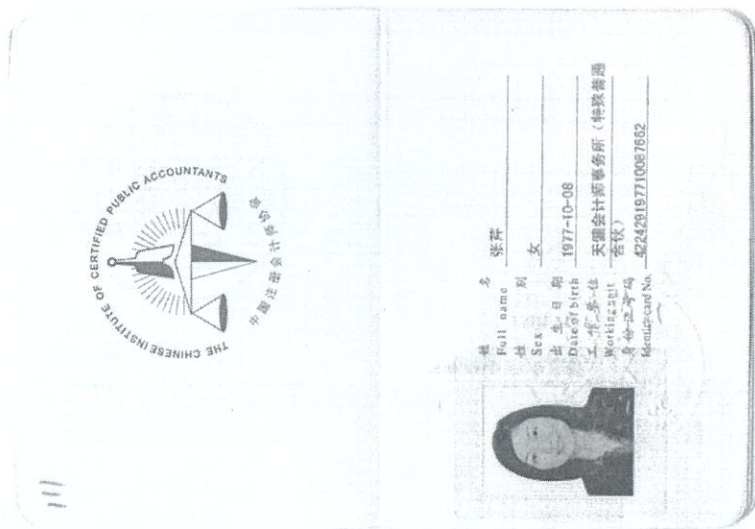 THE CHINESE INSTITUTE OF CERTIFIED PUBLIC ACCOUNTANTS
中国注册会计师协会
姓 名 张芹
Full name
性 别 女
Sex
出生日期 1977-10-08
Date of birth
工作单位 天健会计师事务所（特殊普通
Working unit 合伙）
身份证号码 422429197710087662
Identity card No.